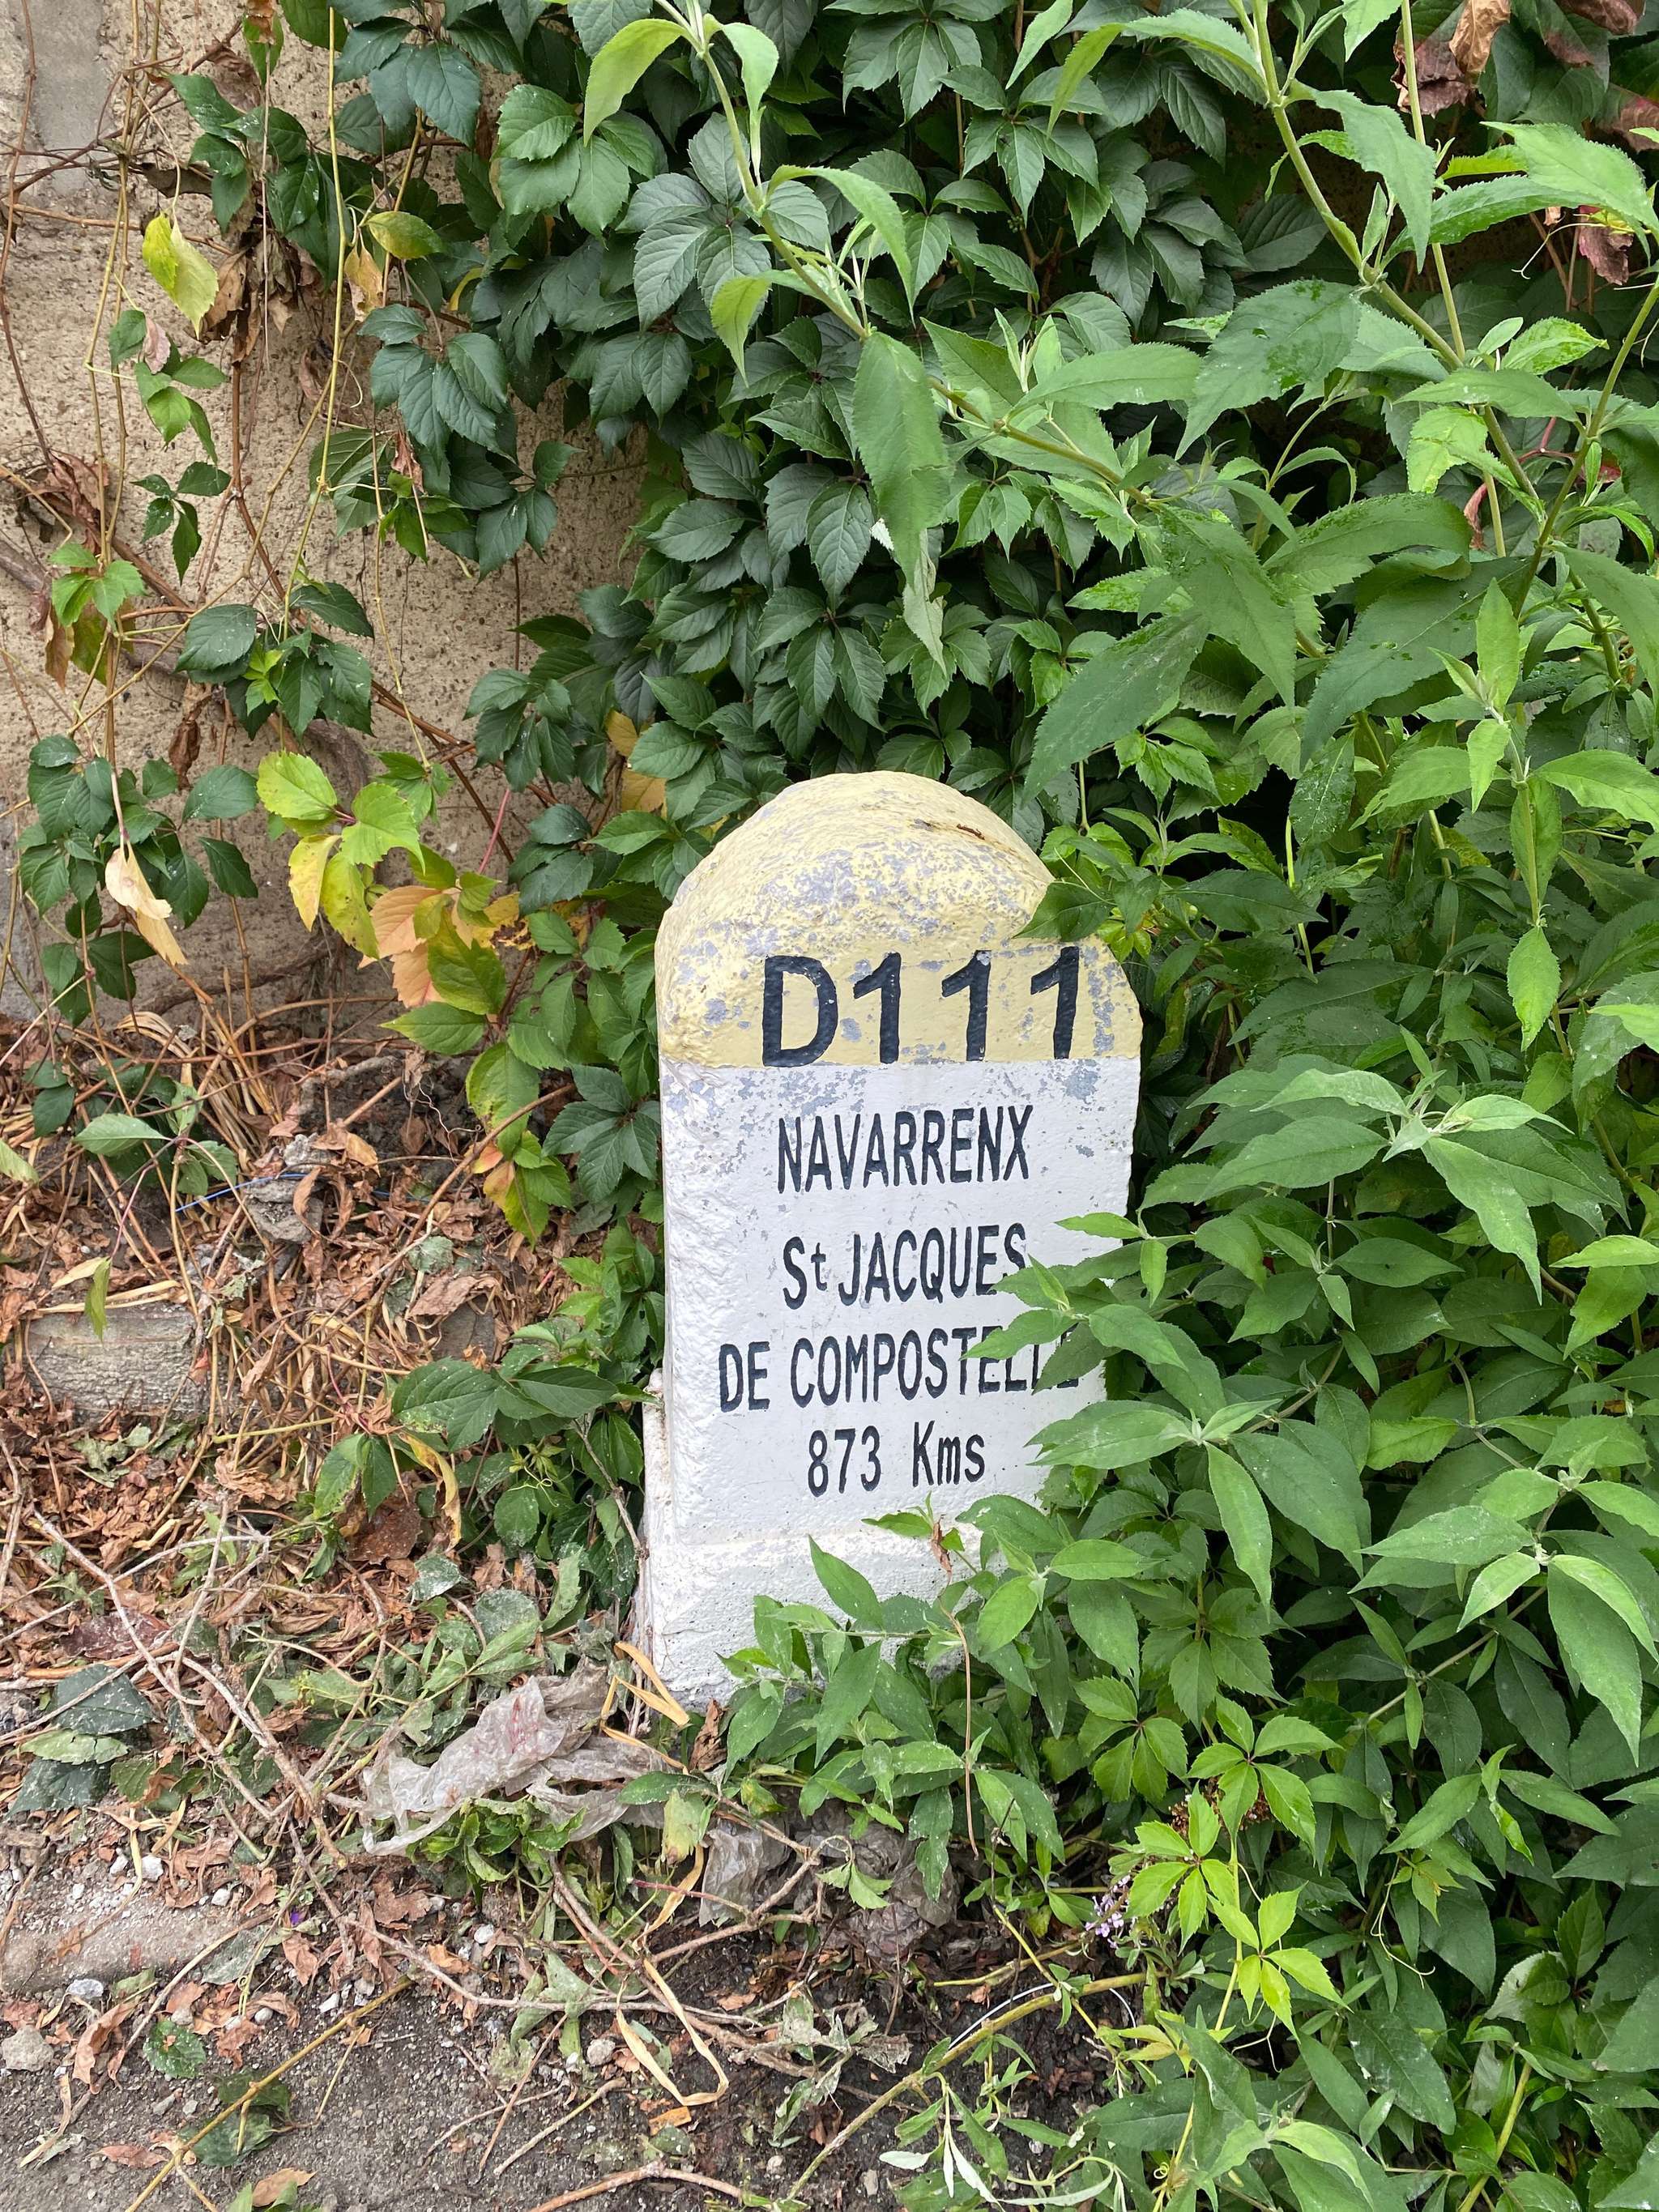 D111
NAVARRENX
St JACQUES
DE COMPOSTELLE
873 Kms